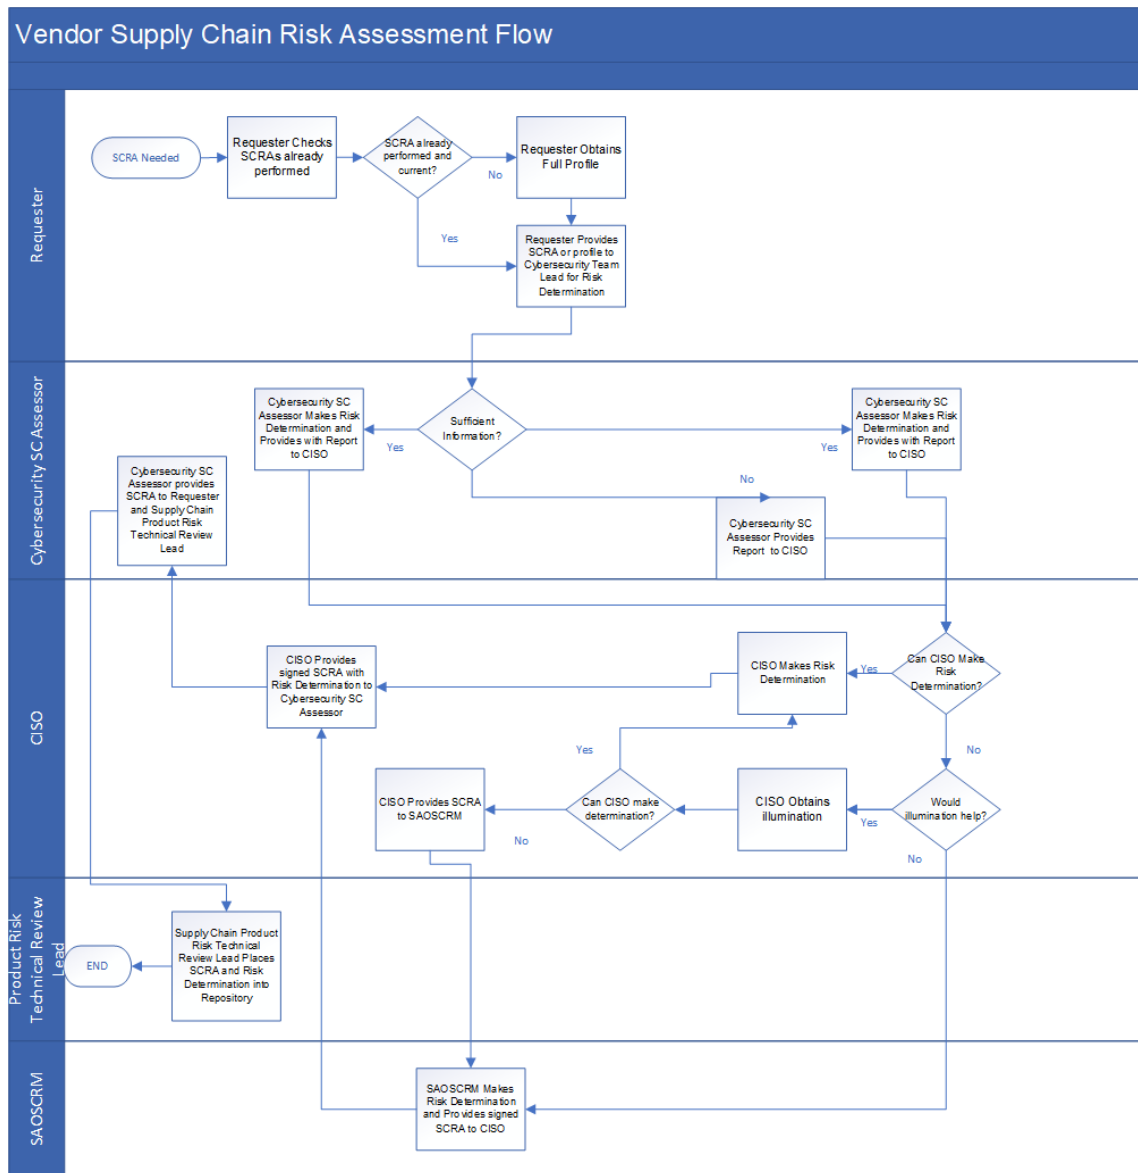 Vendor Supply Chain Risk Assessment Flow
Requester
SCRA Needed
Requester Checks
SCRAs already
performed
SCRA already
performed and
current?
No
Yes
Requester Obtains
Full Profile
Requester Provides
SCRA or profile to
Cybersecurity Team
Lead for Risk
Determination
Cybersecurity SC Assessor
Cybersecurity SC
Assessor Makes Risk
Determination and
Provides with Report
to CISO
Yes
Sufficient
Information?
Yes
No
Cybersecurity SC
Assessor Makes Risk
Determination and
Provides with Report
to CISO
Cybersecurity SC
Assessor provides
SCRA to Requester
and Supply Chain
Product Risk
Technical Review
Lead
Cybersecurity SC
Assessor Provides
Report to CISO
CISO
CISO Provides
signed SCRA with
Risk Determination to
Cybersecurity SC
Assessor
CISO Makes Risk
Determination
Yes
Can CISO Make
Risk
Determination?
No
Yes
CISO Provides SCRA
to SAOSCRM
No
Can CISO make
determination?
CISO Obtains
illumination
Yes
Would
illumination help?
No
Product Risk
Technical Review
Lead
END
Supply Chain Product
Risk Technical
Review Lead Places
SCRA and Risk
Determination into
Repository
SAOSCRM
SAOSCRM Makes
Risk Determination
and Provides signed
SCRA to CISO